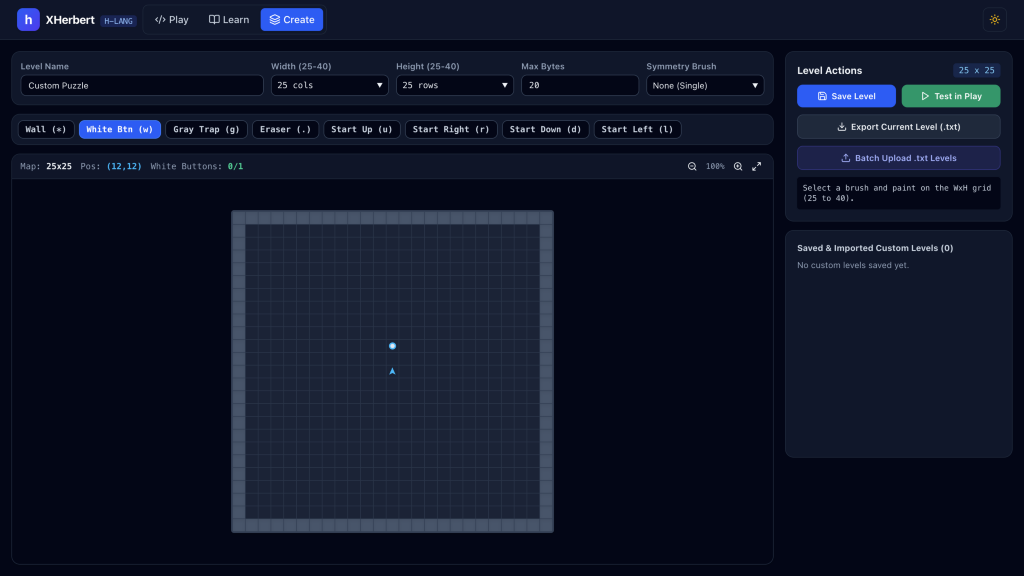 h XHerbert H-LANG Play Learn Create
Level Name Width (25-40) Height (25-40) Max Bytes Symmetry Brush
Custom Puzzle 25 cols 25 rows 20 None (Single)
Wall (*) White Btn (w) Gray Trap (g) Eraser (.) Start Up (u) Start Right (r) Start Down (d) Start Left (l)
Map: 25x25 Pos: (12,12) White Buttons: 0/1 100%
Level Actions 25 x 25
Save Level Test in Play
Export Current Level (.txt)
Batch Upload .txt Levels
Select a brush and paint on the WxH grid
(25 to 40).
Saved & Imported Custom Levels (0)
No custom levels saved yet.